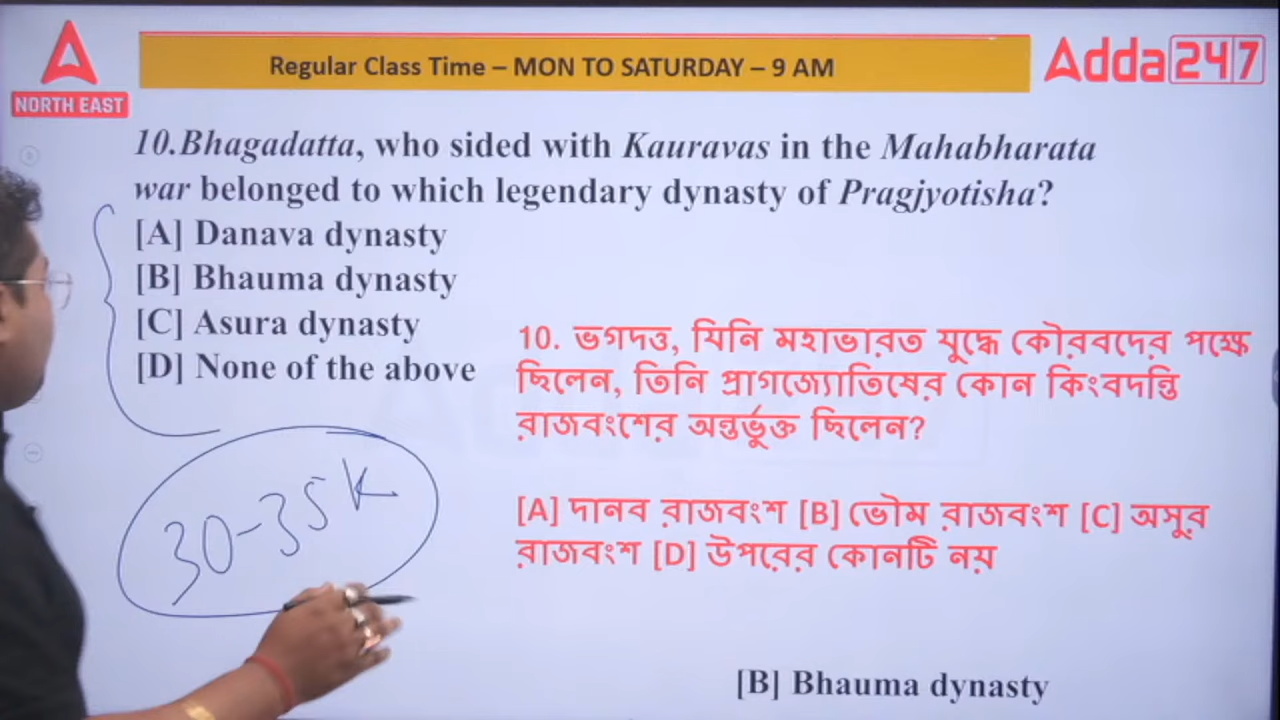 NORTH EAST
Regular Class Time – MON TO SATURDAY – 9 AM
Adda 247
10.Bhagadatta, who sided with Kauravas in the Mahabharata
war belonged to which legendary dynasty of Pragjyotisha?
[A] Danava dynasty
[B] Bhauma dynasty
[C] Asura dynasty
[D] None of the above
10. ভগদত্ত, যিনি মহাভারত যুদ্ধে কৌরবদের পক্ষে
ছিলেন, তিনি প্রাগজ্যোতিষের কোন কিংবদন্তি
রাজবংশের অন্তর্ভুক্ত ছিলেন?
[A] দানব রাজবংশ [B] ভৌম রাজবংশ [C] অসুর
রাজবংশ [D] উপরের কোনটি নয়
30-35 K
[B] Bhauma dynasty